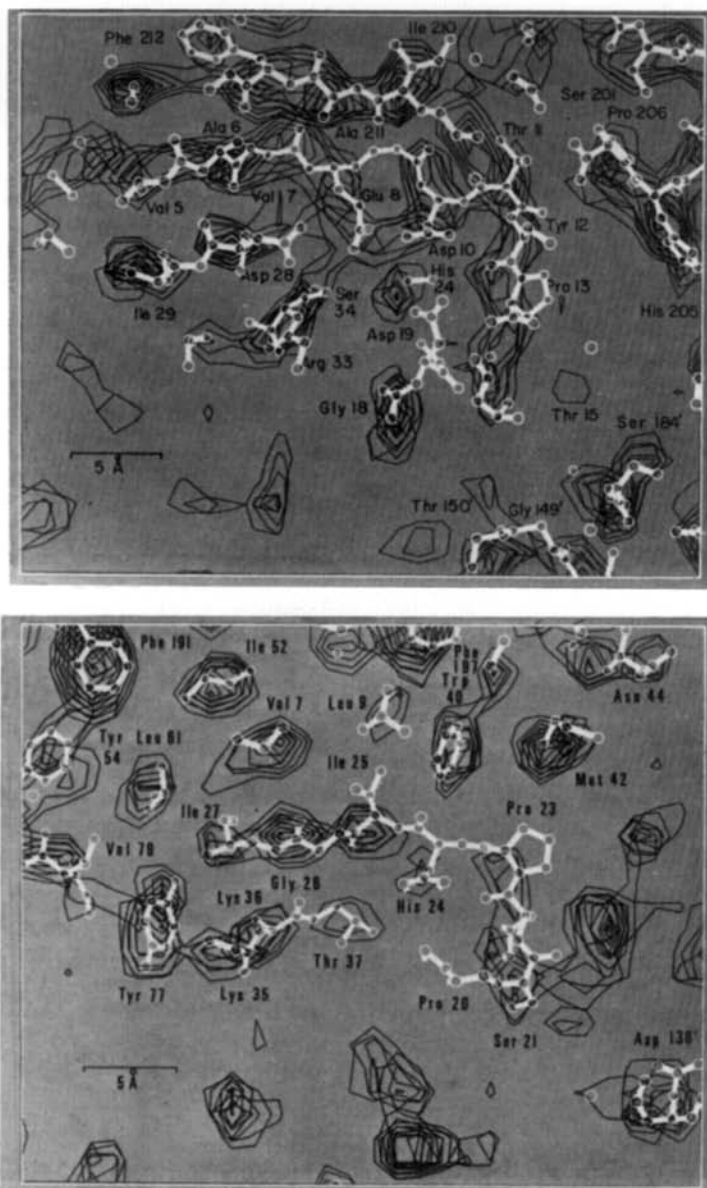 Phe 212
Ile 210
Ser 201
Pro 206
Ala 6
Ala 211
Thr 11
Val 5
Val 7
Glu 8
Tyr 12
Asp 10
Asp 28
His 24
Ser 34
Pro 13
Ile 29
His 205
Asp 19
Arg 33
Gly 18
Thr 15
Ser 184'
5 Å
Thr 150'
Gly 149'
Phe 191
Ile 52
Phe 197
Leu 9
Trp 40
Asn 44
Val 7
Tyr 54
Leu 61
Met 42
Ile 25
Ile 27
Pro 23
Val 79
Gly 26
Lys 36
His 24
Thr 37
Tyr 77
Lys 35
Pro 20
Ser 21
5 Å
Asp 138'